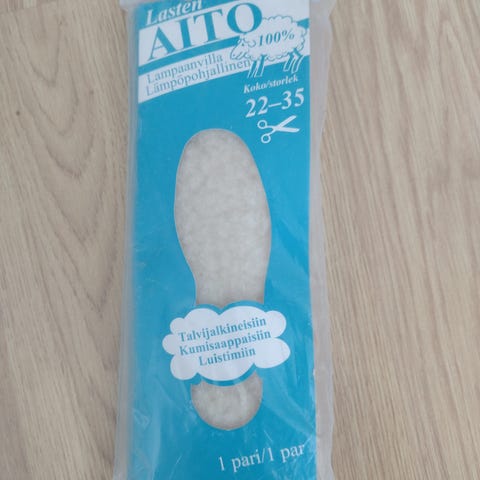 Lasten
AITO
100%
Lampaanvilla
Lämpöpohjallinen
Koko/storlek
22–35
Talvijalkineisiin
Kumisaappaisiin
Luistimiin
1 pari/1 par